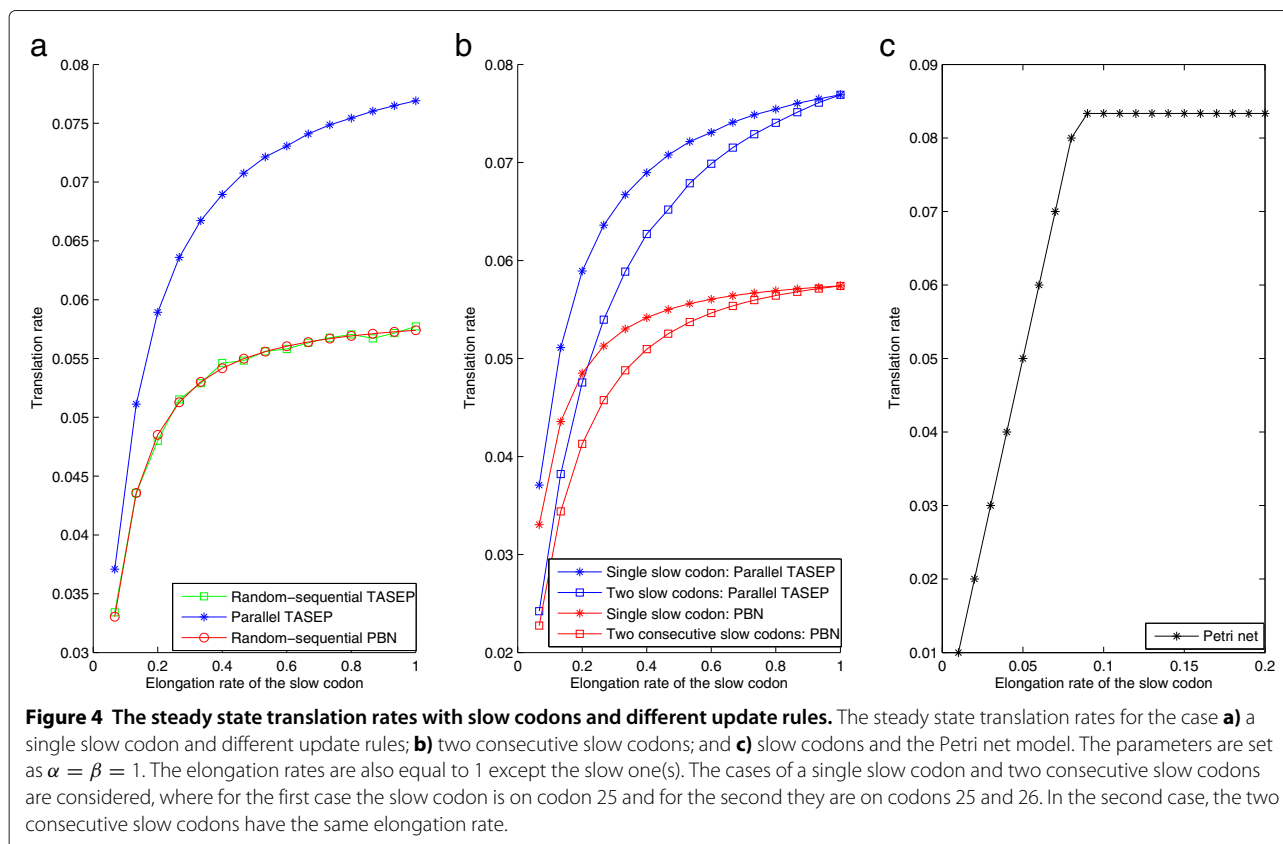 a
0.08
0.075
0.07
0.065
0.06
0.055
0.05
0.045
0.04
0.035
0.03
Translation rate
0
0.2
0.4
0.6
0.8
1
Elongation rate of the slow codon
Random−sequential TASEP
Parallel TASEP
Random−sequential PBN
b
0.08
0.07
0.06
0.05
0.04
0.03
0.02
Translation rate
0
0.2
0.4
0.6
0.8
1
Elongation rate of the slow codon
Single slow codon: Parallel TASEP
Two slow codons: Parallel TASEP
Single slow codon: PBN
Two consecutive slow codons: PBN
c
0.09
0.08
0.07
0.06
0.05
0.04
0.03
0.02
0.01
Translation rate
0
0.05
0.1
0.15
0.2
Elongation rate of the slow codon
Petri net
Figure 4 The steady state translation rates with slow codons and different update rules. The steady state translation rates for the case a) a
single slow codon and different update rules; b) two consecutive slow codons; and c) slow codons and the Petri net model. The parameters are set
as α = β = 1. The elongation rates are also equal to 1 except the slow one(s). The cases of a single slow codon and two consecutive slow codons
are considered, where for the first case the slow codon is on codon 25 and for the second they are on codons 25 and 26. In the second case, the two
consecutive slow codons have the same elongation rate.